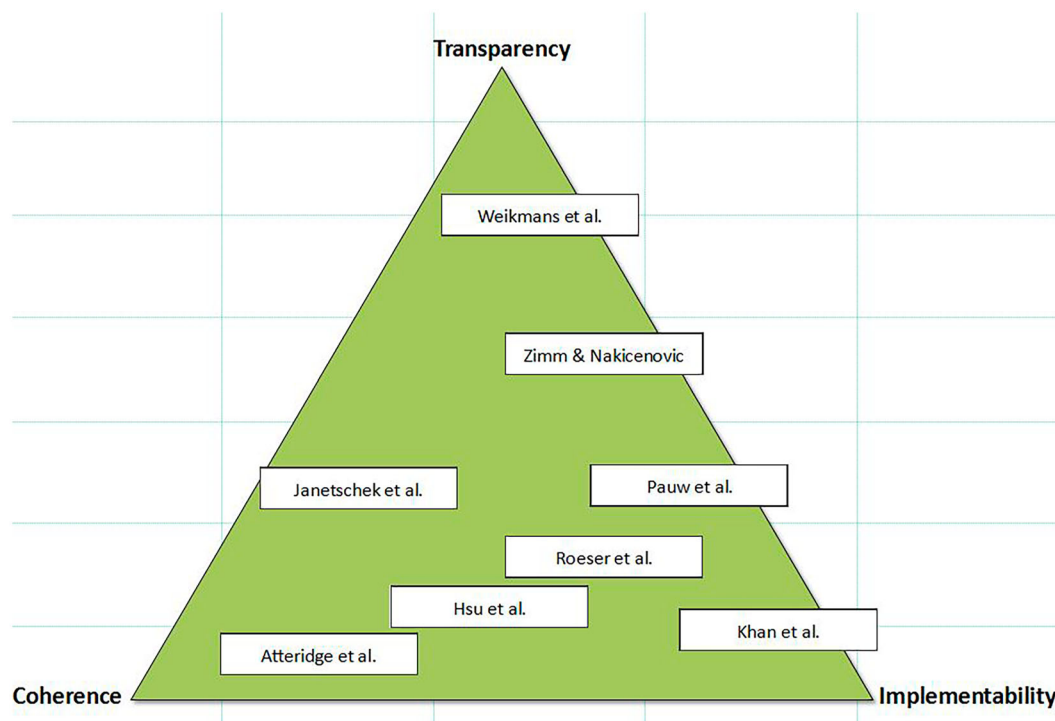 Transparency
Weikmans et al.
Zimm & Nakicenovic
Janetschek et al.
Pauw et al.
Roeser et al.
Hsu et al.
Khan et al.
Atteridge et al.
Coherence
Implementability